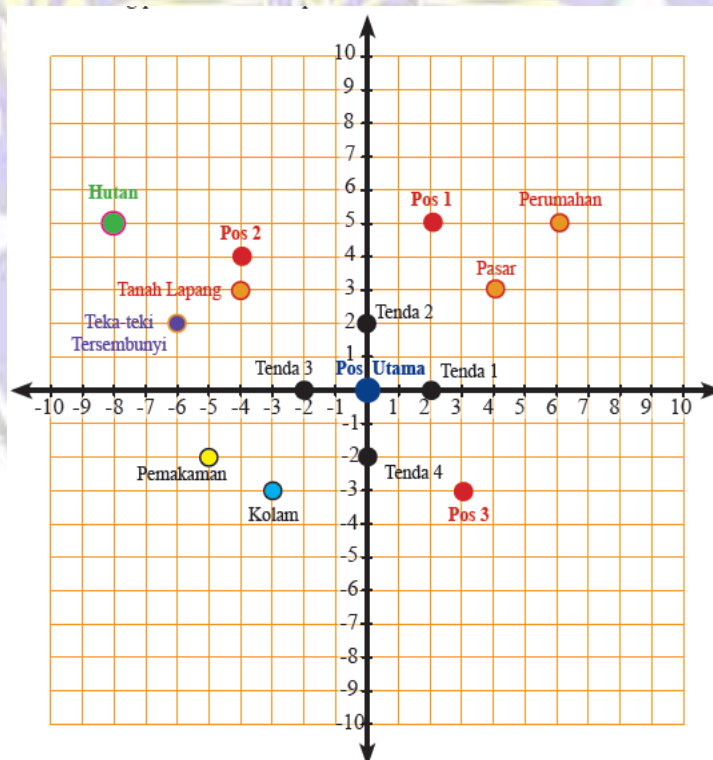 10
9
8
7
6
Hutan
Pos 1
Perumahan
5
Pos 2
4
Pasar
Tanah Lapang
3
Teka-teki
Tersembunyi
2
Tenda 2
1
Tenda 3
Pos Utama
Tenda 1
-10 -9 -8 -7 -6 -5 -4 -3 -2 -1 1 2 3 4 5 6 7 8 9 10
-1
-2
Pemakaman
Tenda 4
-3
Kolam
Pos 3
-4
-5
-6
-7
-8
-9
-10